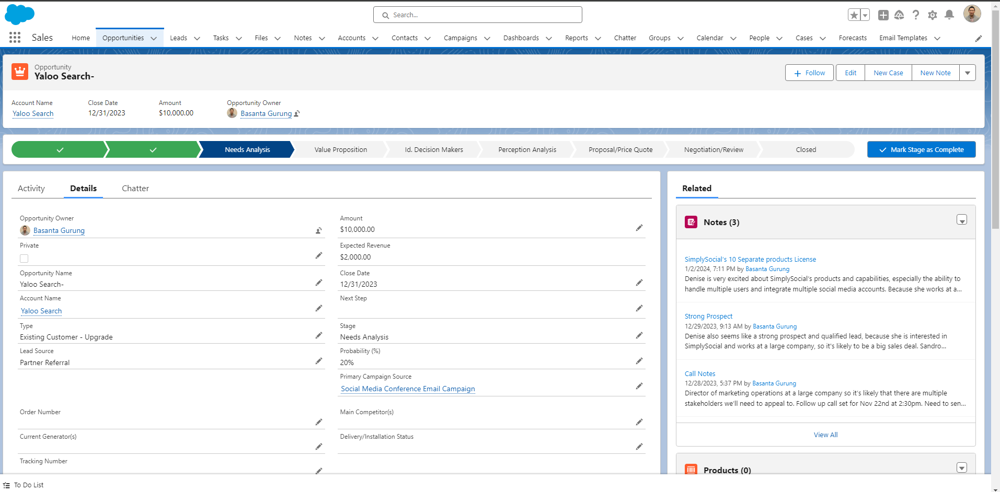 Search...
Sales Home Opportunities Leads Tasks Files Notes Accounts Contacts Campaigns Dashboards Reports Chatter Groups Calendar People Cases Forecasts Email Templates
Opportunity
Yaloo Search-
Follow Edit New Case New Note
Account Name Close Date Amount Opportunity Owner
Yaloo Search 12/31/2023 $10,000.00 Basanta Gurung
Needs Analysis Value Proposition Id. Decision Makers Perception Analysis Proposal/Price Quote Negotiation/Review Closed Mark Stage as Complete
Activity Details Chatter
Opportunity Owner
Basanta Gurung
Private
Opportunity Name
Yaloo Search-
Account Name
Yaloo Search
Type
Existing Customer - Upgrade
Lead Source
Partner Referral
Order Number
Current Generator(s)
Tracking Number
Amount
$10,000.00
Expected Revenue
$2,000.00
Close Date
12/31/2023
Next Step
Stage
Needs Analysis
Probability (%)
20%
Primary Campaign Source
Social Media Conference Email Campaign
Main Competitor(s)
Delivery/Installation Status
Related
Notes (3)
SimplySocial's 10 Separate products License
1/2/2024, 7:11 PM by Basanta Gurung
Denise is very excited about SimplySocial's products and capabilities, especially the ability to
handle multiple users and integrate multiple social media accounts. Because she works at a...
Strong Prospect
12/29/2023, 9:13 AM by Basanta Gurung
Denise also seems like a strong prospect and qualified lead, because she is interested in
SimplySocial and works at a large company, so it's likely to be a big sales deal. Sandro...
Call Notes
12/28/2023, 5:37 PM by Basanta Gurung
Director of marketing operations at a large company so it's likely that there are multiple
stakeholders we'll need to appeal to. Follow up call set for Nov 22nd at 2:30pm. Need to sen...
View All
Products (0)
To Do List